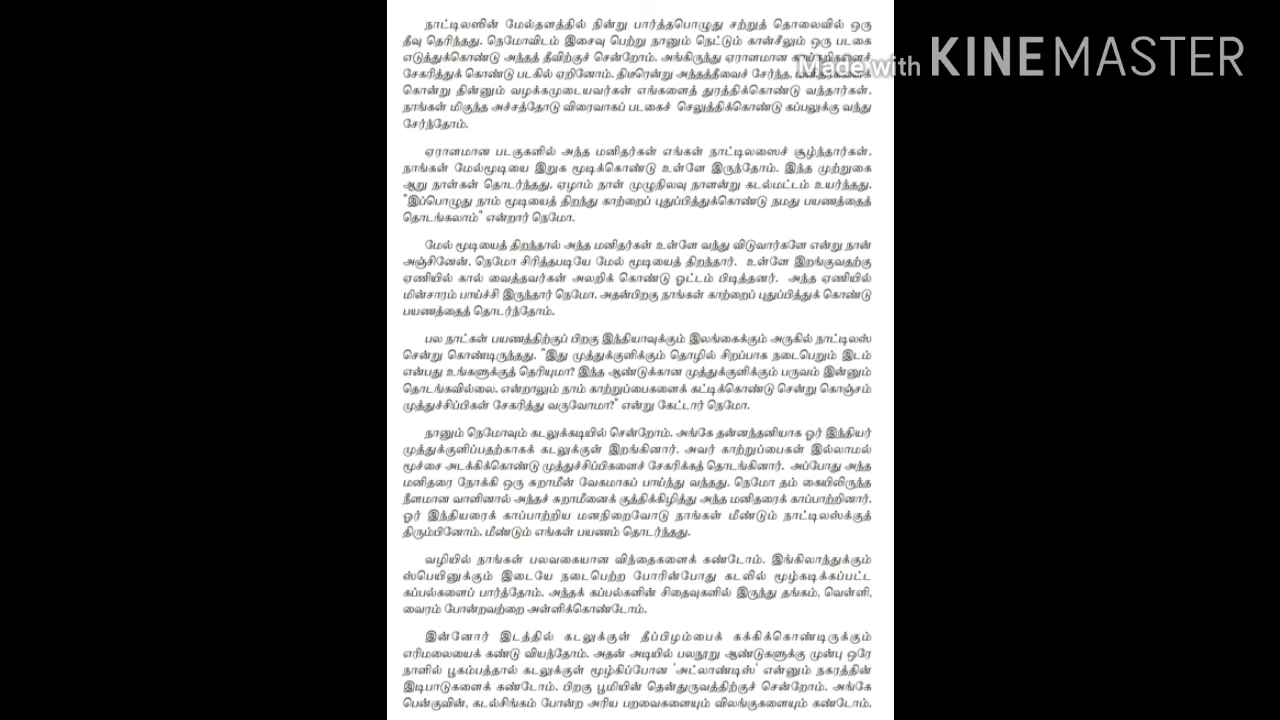 நாட்டிலஸின் மேல்தளத்தில் நின்று பார்த்தபொழுது சற்றுத் தொலைவில் ஒரு
தீவு தெரிந்தது. நெமோவிடம் இசைவு பெற்று நானும் நெட்டும் கான்சீலும் ஒரு படகை
எடுத்துக்கொண்டு அந்தத் தீவிற்குச் சென்றோம். அங்கிருந்து ஏராளமான காய்கறிகளைச்
Made with KINEMASTER
சேகரித்துக் கொண்டு படகில் ஏறினோம். திடீரென்று அந்தத்தீவைச் சேர்ந்த, மனிதர்களைக்
கொன்று தின்னும் வழக்கமுடையவர்கள் எங்களைத் துரத்திக்கொண்டு வந்தார்கள்.
நாங்கள் மிகுந்த அச்சத்தோடு விரைவாகப் படகைச் செலுத்திக்கொண்டு கப்பலுக்கு வந்து
சேர்ந்தோம்.
ஏராளமான படகுகளில் அந்த மனிதர்கள் எங்கள் நாட்டிலஸைச் சூழ்ந்தார்கள்.
நாங்கள் மேல்மூடியை இறுக மூடிக்கொண்டு உள்ளே இருந்தோம். இந்த முற்றுகை
ஆறு நாள்கள் தொடர்ந்தது. ஏழாம் நாள் முழுநிலவு நாளன்று கடல்மட்டம் உயர்ந்தது.
"இப்பொழுது நாம் மூடியைத் திறந்து காற்றைப் புதுப்பித்துக்கொண்டு நமது பயணத்தைத்
தொடங்கலாம்" என்றார் நெமோ.
மேல் மூடியைத் திறந்தால் அந்த மனிதர்கள் உள்ளே வந்து விடுவார்களே என்று நான்
அஞ்சினேன். நெமோ சிரித்தபடியே மேல் மூடியைத் திறந்தார். உள்ளே இறங்குவதற்கு
ஏணியில் கால் வைத்தவர்கள் அலறிக் கொண்டு ஓட்டம் பிடித்தனர். அந்த ஏணியில்
மின்சாரம் பாய்ச்சி இருந்தார் நெமோ. அதன்பிறகு நாங்கள் காற்றைப் புதுப்பித்துக் கொண்டு
பயணத்தைத் தொடர்ந்தோம்.
பல நாட்கள் பயணத்திற்குப் பிறகு இந்தியாவுக்கும் இலங்கைக்கும் அருகில் நாட்டிலஸ்
சென்று கொண்டிருந்தது. "இது முத்துக்குளிக்கும் தொழில் சிறப்பாக நடைபெறும் இடம்
என்பது உங்களுக்குத் தெரியுமா? இந்த ஆண்டுக்கான முத்துக்குளிக்கும் பருவம் இன்னும்
தொடங்கவில்லை. என்றாலும் நாம் காற்றுப்பைகளைக் கட்டிக்கொண்டு சென்று கொஞ்சம்
முத்துச்சிப்பிகள் சேகரித்து வருவோமா?" என்று கேட்டார் நெமோ.
நானும் நெமோவும் கடலுக்கடியில் சென்றோம். அங்கே தன்னந்தனியாக ஓர் இந்தியர்
முத்துக்குளிப்பதற்காகக் கடலுக்குள் இறங்கினார். அவர் காற்றுப்பைகள் இல்லாமல்
மூச்சை அடக்கிக்கொண்டு முத்துச்சிப்பிகளைச் சேகரிக்கத் தொடங்கினார். அப்போது அந்த
மனிதரை நோக்கி ஒரு சுறாமீன் வேகமாகப் பாய்ந்து வந்தது. நெமோ தம் கையிலிருந்த
நீளமான வாளினால் அந்தச் சுறாமீனைக் குத்திக்கிழித்து அந்த மனிதரைக் காப்பாற்றினார்.
ஓர் இந்தியரைக் காப்பாற்றிய மனநிறைவோடு நாங்கள் மீண்டும் நாட்டிலஸ்க்குத்
திரும்பினோம். மீண்டும் எங்கள் பயணம் தொடர்ந்தது.
வழியில் நாங்கள் பலவகையான விந்தைகளைக் கண்டோம். இங்கிலாந்துக்கும்
ஸ்பெயினுக்கும் இடையே நடைபெற்ற போரின்போது கடலில் மூழ்கடிக்கப்பட்ட
கப்பல்களைப் பார்த்தோம். அந்தக் கப்பல்களின் சிதைவுகளில் இருந்து தங்கம், வெள்ளி,
வைரம் போன்றவற்றை அள்ளிக்கொண்டோம்.
இன்னோர் இடத்தில் கடலுக்குள் தீப்பிழம்பைக் கக்கிக்கொண்டிருக்கும்
எரிமலையைக் கண்டு வியந்தோம். அதன் அடியில் பலநூறு ஆண்டுகளுக்கு முன்பு ஒரே
நாளில் பூகம்பத்தால் கடலுக்குள் மூழ்கிப்போன 'அட்லாண்டிஸ்' என்னும் நகரத்தின்
இடிபாடுகளைக் கண்டோம். பிறகு பூமியின் தென்துருவத்திற்குச் சென்றோம். அங்கே
பென்குவின், கடல்சிங்கம் போன்ற அரிய பறவைகளையும் விலங்குகளையும் கண்டோம்.